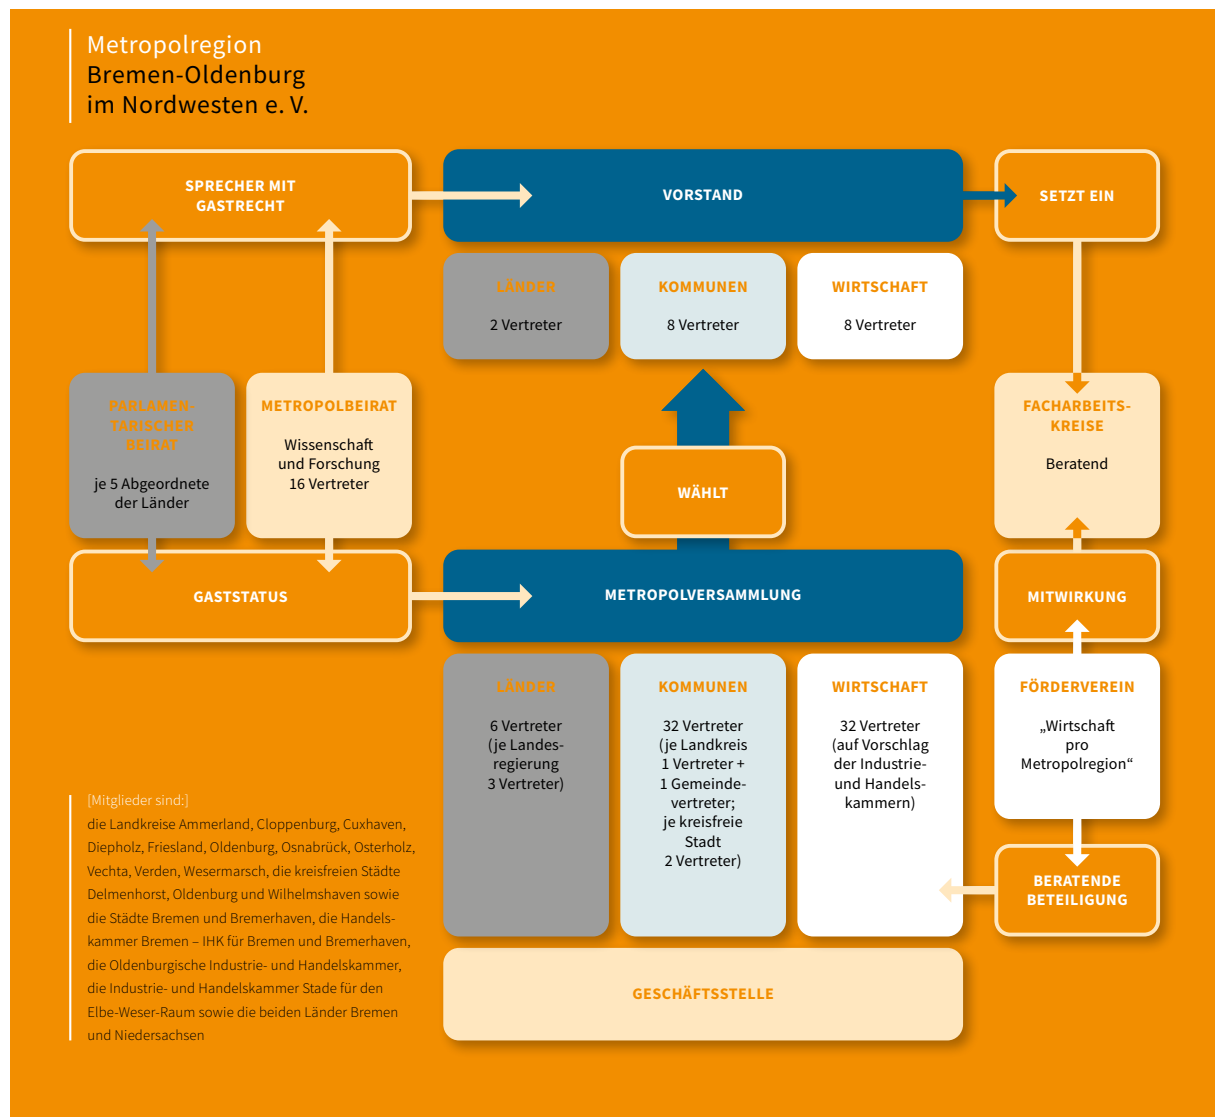 Metropolregion
Bremen-Oldenburg
im Nordwesten e. V.
SPRECHER MIT
GASTRECHT
VORSTAND
SETZT EIN
LÄNDER
2 Vertreter
KOMMUNEN
8 Vertreter
WIRTSCHAFT
8 Vertreter
PARLAMEN-
TARISCHER
BEIRAT
je 5 Abgeordnete
der Länder
METROPOLBEIRAT
Wissenschaft
und Forschung
16 Vertreter
FACHARBEITS-
KREISE
Beratend
WÄHLT
GASTSTATUS
METROPOLVERSAMMLUNG
MITWIRKUNG
LÄNDER
6 Vertreter
(je Landes-
regierung
3 Vertreter)
KOMMUNEN
32 Vertreter
(je Landkreis
1 Vertreter +
1 Gemeinde-
vertreter;
je kreisfreie
Stadt
2 Vertreter)
WIRTSCHAFT
32 Vertreter
(auf Vorschlag
der Industrie-
und Handels-
kammern)
FÖRDERVEREIN
„Wirtschaft
pro
Metropolregion“
BERATENDE
BETEILIGUNG
GESCHÄFTSSTELLE
[Mitglieder sind:]
die Landkreise Ammerland, Cloppenburg, Cuxhaven,
Diepholz, Friesland, Oldenburg, Osnabrück, Osterholz,
Vechta, Verden, Wesermarsch, die kreisfreien Städte
Delmenhorst, Oldenburg und Wilhelmshaven sowie
die Städte Bremen und Bremerhaven, die Handels-
kammer Bremen – IHK für Bremen und Bremerhaven,
die Oldenburgische Industrie- und Handelskammer,
die Industrie- und Handelskammer Stade für den
Elbe-Weser-Raum sowie die beiden Länder Bremen
und Niedersachsen